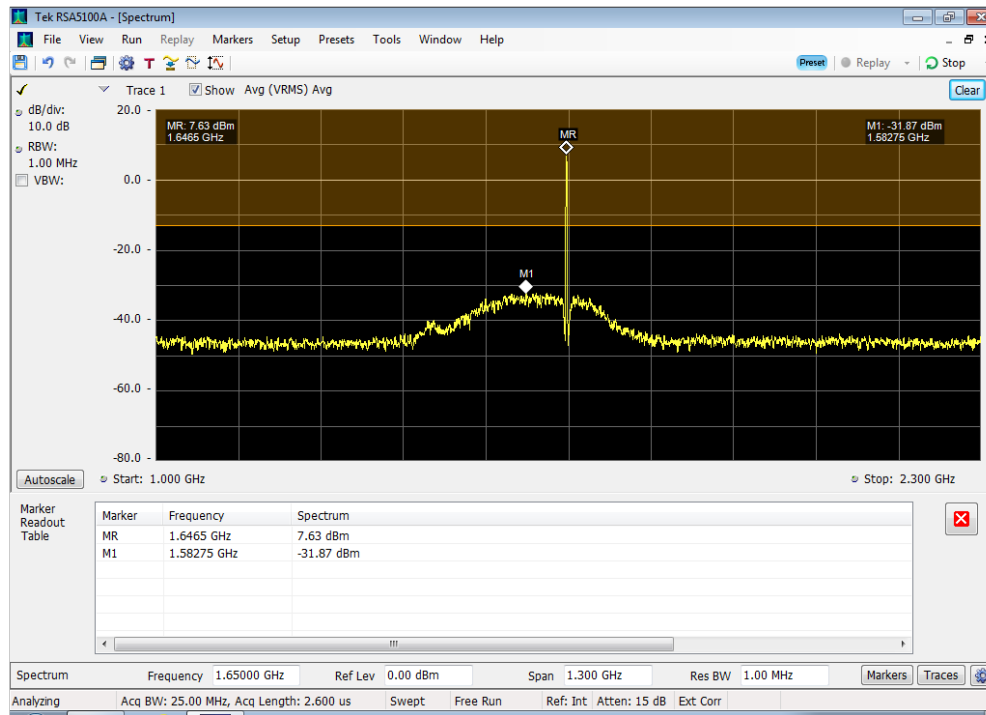 Tek RSA5100A - [Spectrum]
File View Run Replay Markers Setup Presets Tools Window Help
T Preset Replay Stop
Trace 1 Show Avg (VRMS) Avg Clear
dB/div:
10.0 dB
RBW:
1.00 MHz
VBW:
20.0
0.0
-20.0
-40.0
-60.0
-80.0
MR: 7.63 dBm
1.6465 GHz
MR
M1: -31.87 dBm
1.58275 GHz
M1
Autoscale Start: 1.000 GHz Stop: 2.300 GHz
Marker
Readout
Table
Marker Frequency Spectrum
MR 1.6465 GHz 7.63 dBm
M1 1.58275 GHz -31.87 dBm
Spectrum Frequency 1.65000 GHz Ref Lev 0.00 dBm Span 1.300 GHz Res BW 1.00 MHz Markers Traces
Analyzing Acq BW: 25.00 MHz, Acq Length: 2.600 us Swept Free Run Ref: Int Atten: 15 dB Ext Corr